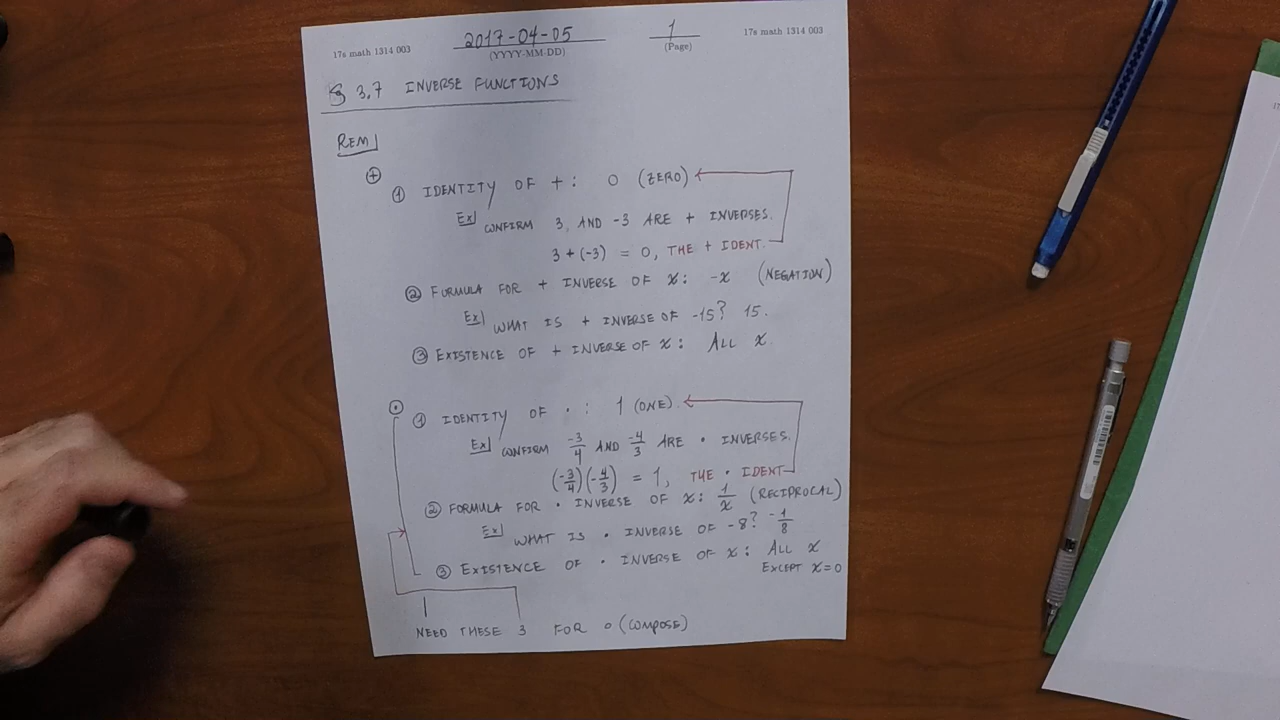 17s math 1314 003
2017-04-05
(YYYY-MM-DD)
1
(Page)
17s math 1314 003
§ 3.7 INVERSE FUNCTIONS
REM
⊕
① IDENTITY OF + : 0 (ZERO)
EX CONFIRM 3, AND -3 ARE + INVERSES.
3 + (-3) = 0, THE + IDENT.
② FORMULA FOR + INVERSE OF x: -x (NEGATION)
EX WHAT IS + INVERSE OF -15? 15.
③ EXISTENCE OF + INVERSE OF x: ALL x.
⊙
① IDENTITY OF · : 1 (ONE)
EX CONFIRM -3/4 AND -4/3 ARE · INVERSES.
(-3/4)(-4/3) = 1, THE · IDENT
② FORMULA FOR · INVERSE OF x: 1/x (RECIPROCAL)
EX WHAT IS · INVERSE OF -8? -1/8
③ EXISTENCE OF · INVERSE OF x: ALL x
EXCEPT x=0
NEED THESE 3 FOR ∘ (COMPOSE)